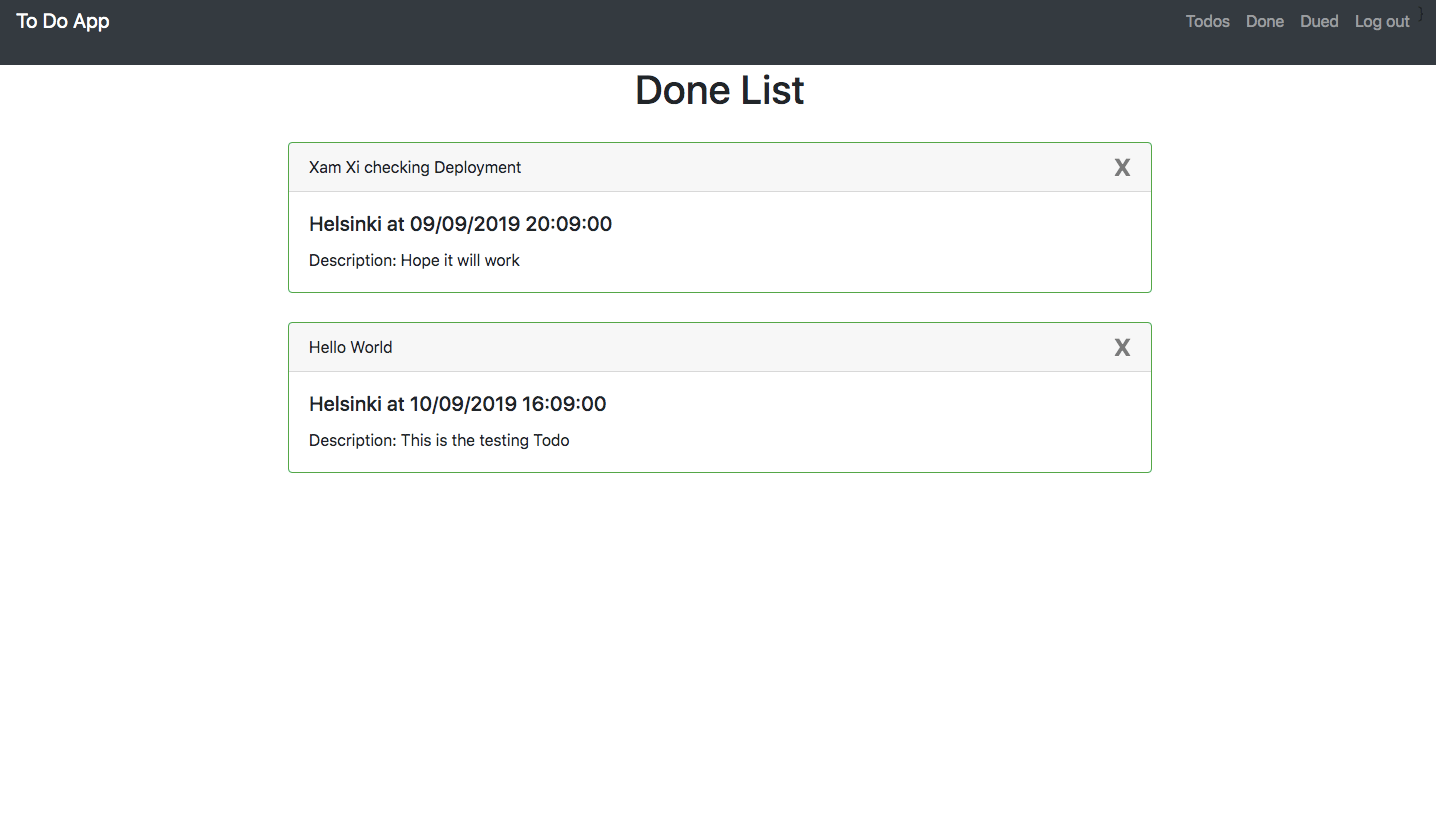 To Do App
Todos Done Dued Log out }
Done List
Xam Xi checking Deployment X
Helsinki at 09/09/2019 20:09:00
Description: Hope it will work
Hello World X
Helsinki at 10/09/2019 16:09:00
Description: This is the testing Todo